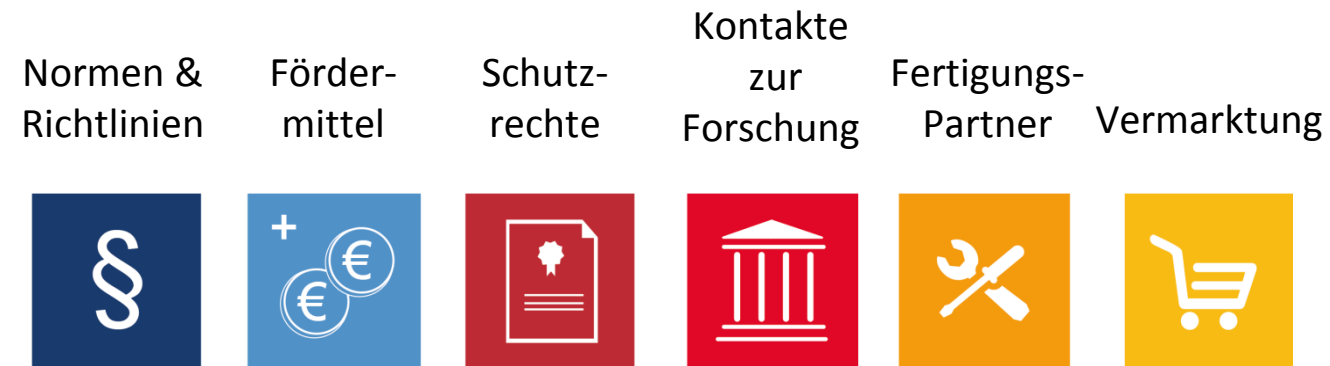 Normen &
Richtlinien
Förder-
mittel
Schutz-
rechte
Kontakte
zur
Forschung
Fertigungs-
Partner
Vermarktung
§
+
€
€